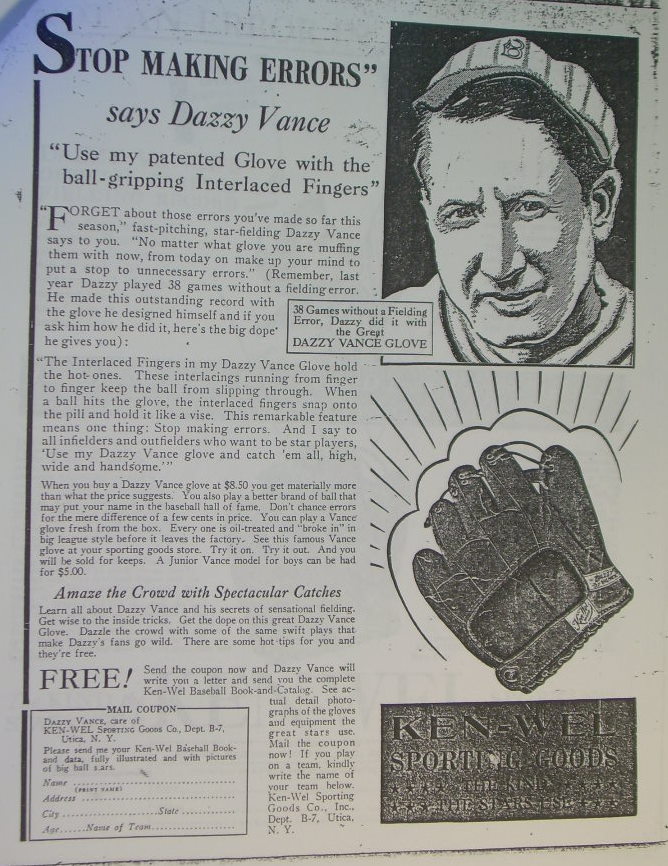 STOP MAKING ERRORS"
says Dazzy Vance
"Use my patented Glove with the
ball-gripping Interlaced Fingers"
"FORGET about those errors you've made so far this
season," fast-pitching, star-fielding Dazzy Vance
says to you. "No matter what glove you are muffing
them with now, from today on make up your mind to
put a stop to unnecessary errors." (Remember, last
year Dazzy played 38 games without a fielding error.
He made this outstanding record with
the glove he designed himself and if you
ask him how he did it, here's the big dope
he gives you):
38 Games without a Fielding
Error, Dazzy did it with
the Great
DAZZY VANCE GLOVE
"The Interlaced Fingers in my Dazzy Vance Glove hold
the hot-ones. These interlacings running from finger
to finger keep the ball from slipping through. When
a ball hits the glove, the interlaced fingers snap onto
the pill and hold it like a vise. This remarkable feature
means one thing: Stop making errors. And I say to
all infielders and outfielders who want to be star players,
'Use my Dazzy Vance glove and catch 'em all, high,
wide and handsome.'"
When you buy a Dazzy Vance glove at $8.50 you get materially more
than what the price suggests. You also play a better brand of ball that
may put your name in the baseball hall of fame. Don't chance errors
for the mere difference of a few cents in price. You can play a Vance
glove fresh from the box. Every one is oil-treated and "broke in" in
big league style before it leaves the factory. See this famous Vance
glove at your sporting goods store. Try it on. Try it out. And you
will be sold for keeps. A Junior Vance model for boys can be had
for $5.00.
Amaze the Crowd with Spectacular Catches
Learn all about Dazzy Vance and his secrets of sensational fielding.
Get wise to the inside tricks. Get the dope on this great Dazzy Vance
Glove. Dazzle the crowd with some of the same swift plays that
make Dazzy's fans go wild. There are some hot tips for you and
they're free.
FREE! Send the coupon now and Dazzy Vance will
write you a letter and send you the complete
Ken-Wel Baseball Book-and-Catalog. See ac-
tual detail photo-
graphs of the gloves
and equipment the
great stars use.
Mail the coupon
now! If you play
on a team, kindly
write the name of
your team below.
Ken-Wel Sporting
Goods Co., Inc.,
Dept. B-7, Utica,
N. Y.
MAIL COUPON
DAZZY VANCE, care of
KEN-WEL SPORTING GOODS CO., Dept. B-7,
Utica, N. Y.
Please send me your Ken-Wel Baseball Book-
and data, fully illustrated and with pictures
of big ball stars.
Name
(PRINT NAME)
Address
City State
Age Name of Team
B
KEN-WEL
SPORTING GOODS
THE KIND
THE STARS USE